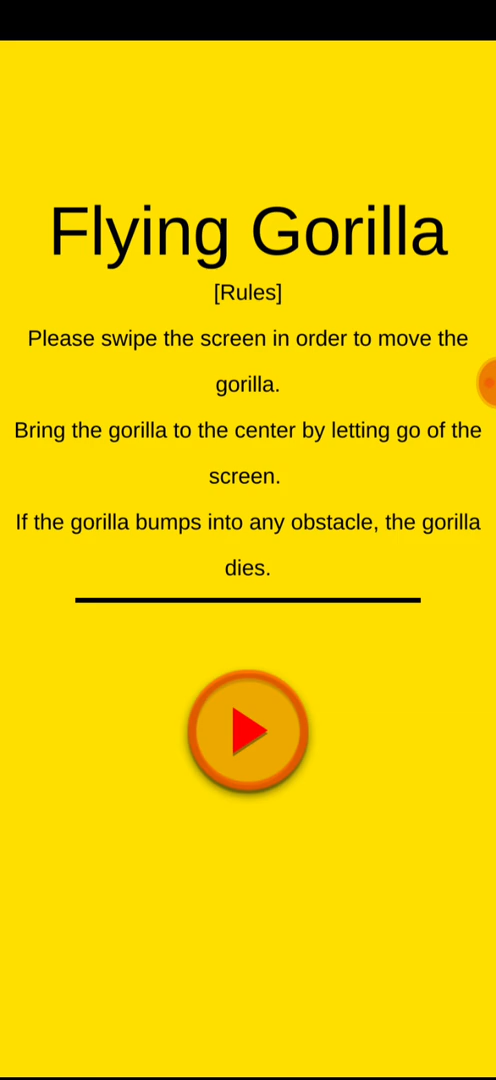 Flying Gorilla
[Rules]
Please swipe the screen in order to move the
gorilla.
Bring the gorilla to the center by letting go of the
screen.
If the gorilla bumps into any obstacle, the gorilla
dies.